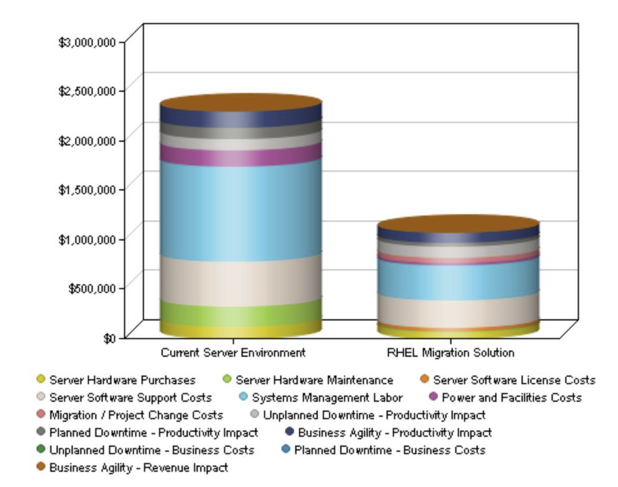 $3,000,000
$2,500,000
$2,000,000
$1,500,000
$1,000,000
$500,000
$0
Current Server Environment
RHEL Migration Solution
Server Hardware Purchases
Server Hardware Maintenance
Server Software License Costs
Server Software Support Costs
Systems Management Labor
Power and Facilities Costs
Migration / Project Change Costs
Unplanned Downtime - Productivity Impact
Planned Downtime - Productivity Impact
Business Agility - Productivity Impact
Unplanned Downtime - Business Costs
Planned Downtime - Business Costs
Business Agility - Revenue Impact